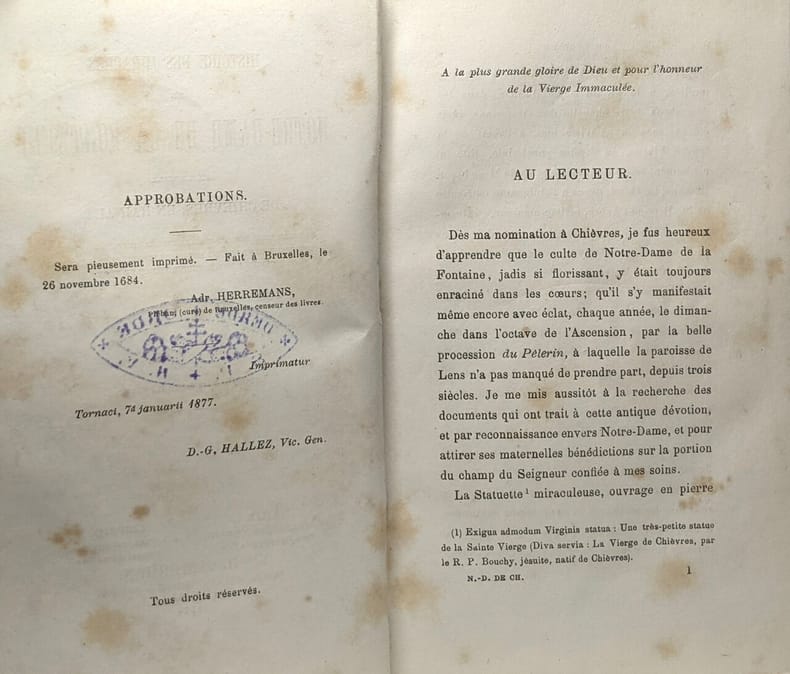 APPROBATIONS.
Sera pieusement imprimé. — Fait à Bruxelles, le
26 novembre 1684.
Adr. HERREMANS,
Pléban (curé) de Bruxelles, censeur des livres.
Imprimatur
Tornaci, 7ª januarii 1877.
D.-G, HALLEZ, Vic. Gen.
Tous droits réservés.
A la plus grande gloire de Dieu et pour l'honneur
de la Vierge Immaculée.
AU LECTEUR.
Dès ma nomination à Chièvres, je fus heureux
d'apprendre que le culte de Notre-Dame de la
Fontaine, jadis si florissant, y était toujours
enraciné dans les cœurs; qu'il s'y manifestait
même encore avec éclat, chaque année, le diman-
che dans l'octave de l'Ascension, par la belle
procession du Pèlerin, à laquelle la paroisse de
Lens n'a pas manqué de prendre part, depuis trois
siècles. Je me mis aussitôt à la recherche des
documents qui ont trait à cette antique dévotion,
et par reconnaissance envers Notre-Dame, et pour
attirer ses maternelles bénédictions sur la portion
du champ du Seigneur confiée à mes soins.
La Statuette¹ miraculeuse, ouvrage en pierre
(1) Exigua admodum Virginis statua : Une très-petite statue
de la Sainte Vierge (Diva servia : La Vierge de Chièvres, par
le R. P. Bouchy, jésuite, natif de Chièvres).
N.-D. DE CH.
1